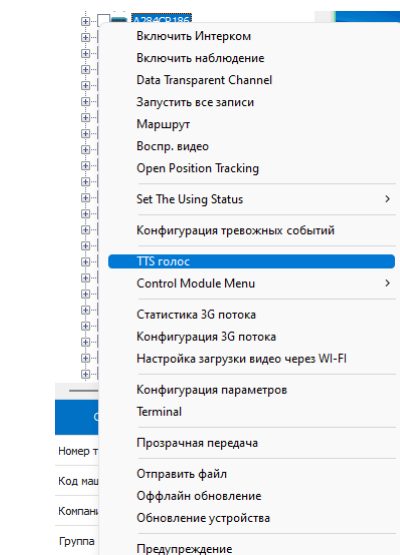 A284CP186
Включить Интерком
Включить наблюдение
Data Transparent Channel
Запустить все записи
Маршрут
Воспр. видео
Open Position Tracking
Set The Using Status
Конфигурация тревожных событий
TTS голос
Control Module Menu
Статистика 3G потока
Конфигурация 3G потока
Настройка загрузки видео через WI-FI
Конфигурация параметров
Terminal
Прозрачная передача
Номер т
Отправить файл
Код маш
Оффлайн обновление
Компани
Обновление устройства
Группа
Предупреждение